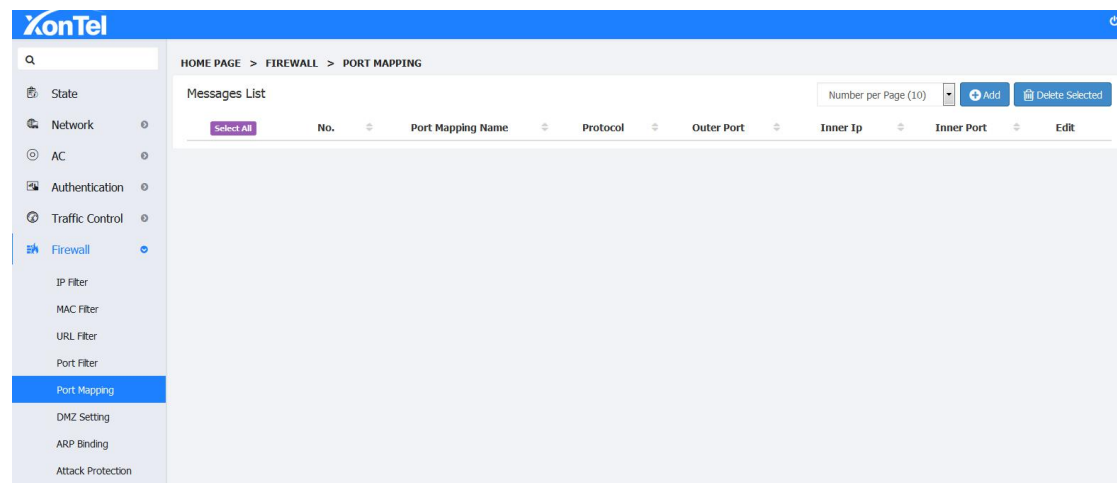 XonTel
HOME PAGE > FIREWALL > PORT MAPPING
State
Messages List
Number per Page (10)
Add
Delete Selected
Network
Select All
No.
Port Mapping Name
Protocol
Outer Port
Inner Ip
Inner Port
Edit
AC
Authentication
Traffic Control
Firewall
IP Filter
MAC Filter
URL Filter
Port Filter
Port Mapping
DMZ Setting
ARP Binding
Attack Protection